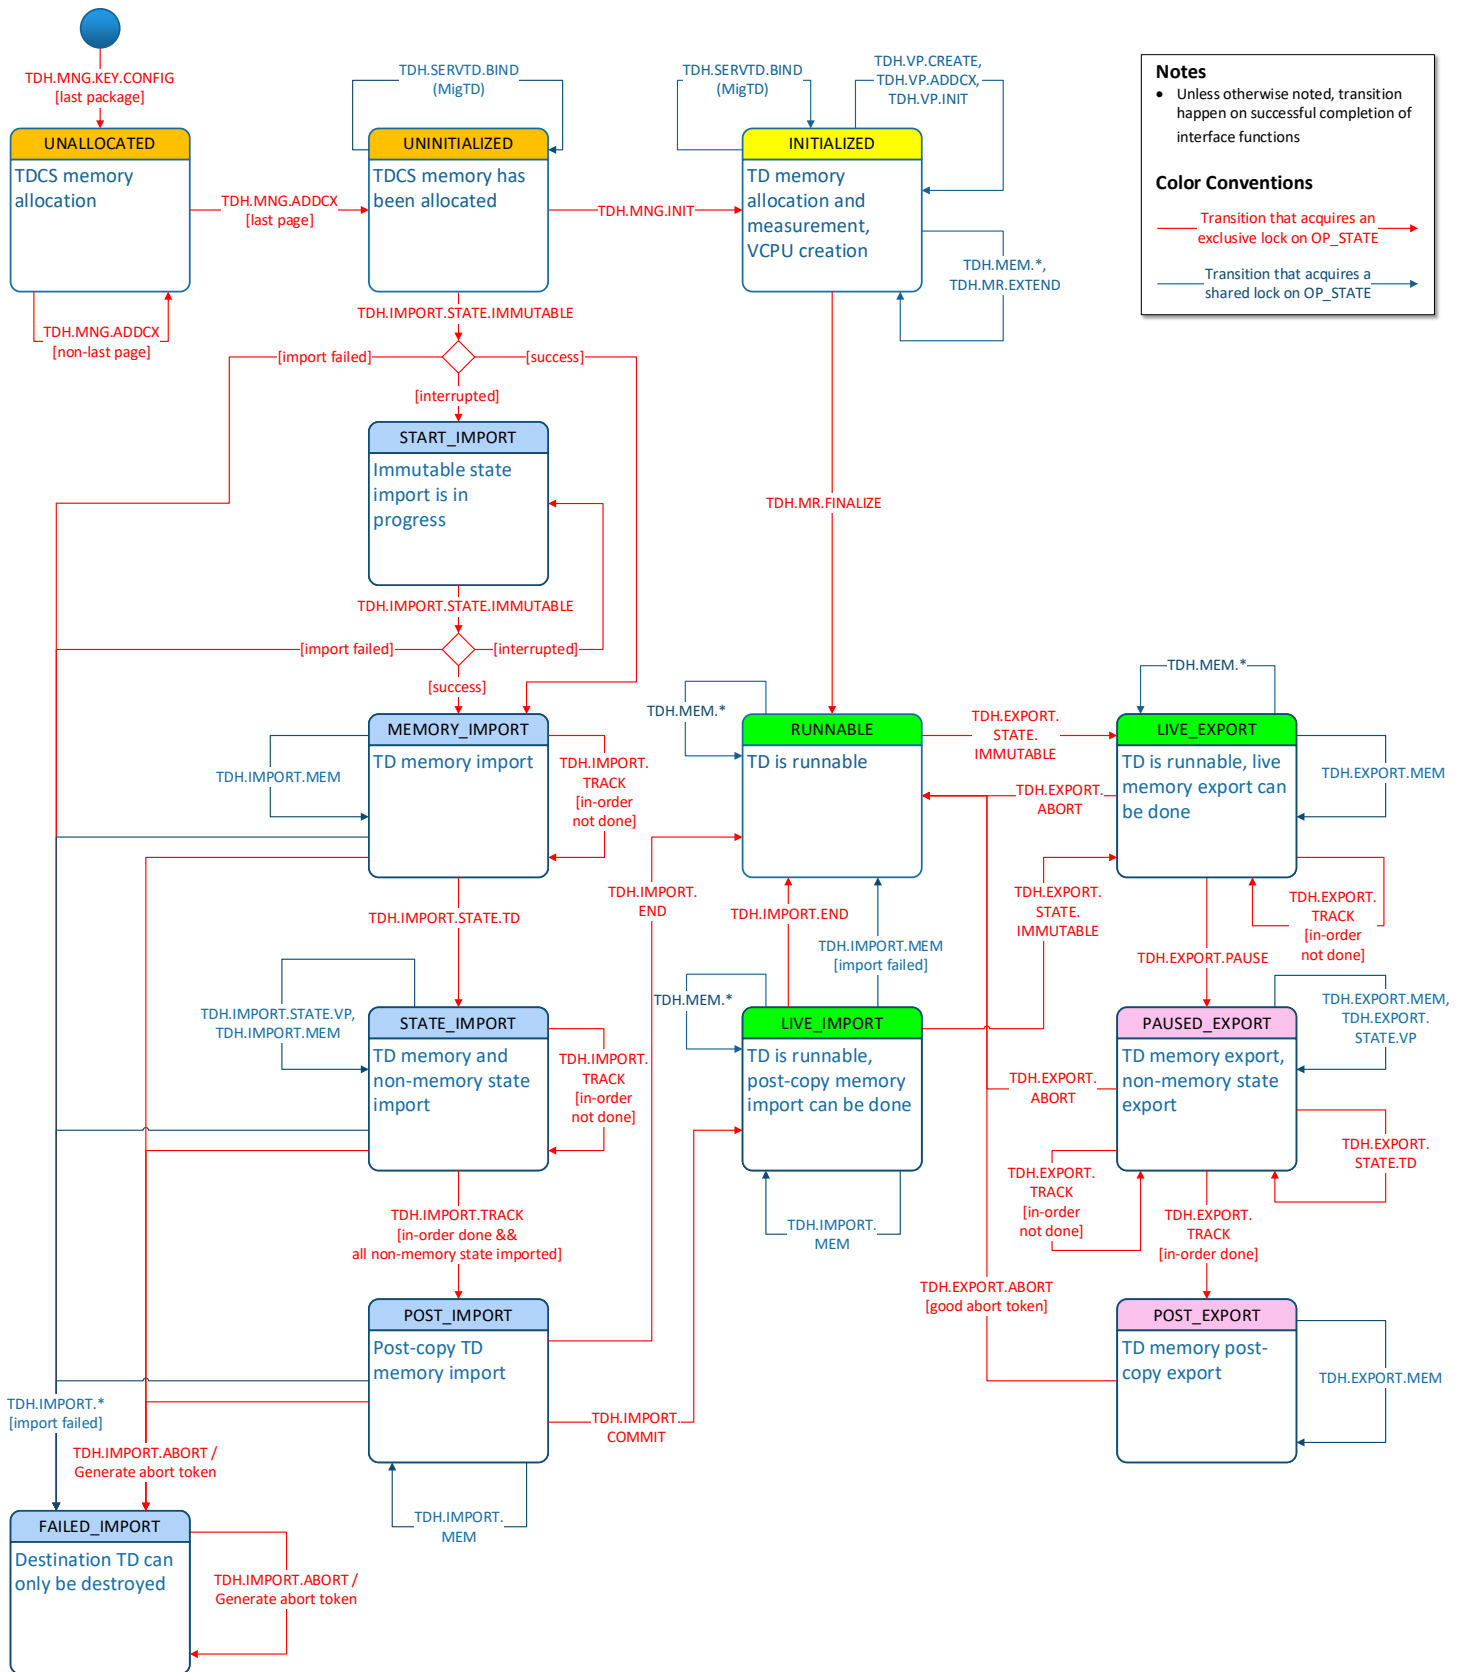 TDH.MNG.KEY.CONFIG
[last package]
TDH.SERVTD.BIND
(MigTD)
TDH.SERVTD.BIND
(MigTD)
TDH.VP.CREATE,
TDH.VP.ADDCX,
TDH.VP.INIT
Notes
• Unless otherwise noted, transition
happen on successful completion of
interface functions
Color Conventions
Transition that acquires an
exclusive lock on OP_STATE
Transition that acquires a
shared lock on OP_STATE
UNALLOCATED
TDCS memory
allocation
TDH.MNG.ADDCX
[last page]
TDH.MNG.ADDCX
[non-last page]
UNINITIALIZED
TDCS memory has
been allocated
TDH.MNG.INIT
INITIALIZED
TD memory
allocation and
measurement,
VCPU creation
TDH.MEM.*,
TDH.MR.EXTEND
TDH.IMPORT.STATE.IMMUTABLE
[import failed]
[success]
[interrupted]
START_IMPORT
Immutable state
import is in
progress
TDH.MR.FINALIZE
TDH.IMPORT.STATE.IMMUTABLE
[import failed]
[interrupted]
[success]
MEMORY_IMPORT
TD memory import
TDH.IMPORT.MEM
TDH.IMPORT.
TRACK
[in-order
not done]
TDH.MEM.*
RUNNABLE
TD is runnable
TDH.EXPORT.
STATE.
IMMUTABLE
TDH.EXPORT.
ABORT
TDH.MEM.*
LIVE_EXPORT
TD is runnable, live
memory export can
be done
TDH.EXPORT.MEM
TDH.EXPORT.
TRACK
[in-order
not done]
TDH.IMPORT.STATE.TD
TDH.IMPORT.
END
TDH.IMPORT.END
TDH.IMPORT.MEM
[import failed]
TDH.EXPORT.
STATE.
IMMUTABLE
TDH.EXPORT.PAUSE
TDH.IMPORT.STATE.VP,
TDH.IMPORT.MEM
STATE_IMPORT
TD memory and
non-memory state
import
TDH.IMPORT.
TRACK
[in-order
not done]
TDH.MEM.*
LIVE_IMPORT
TD is runnable,
post-copy memory
import can be done
TDH.IMPORT.
MEM
TDH.EXPORT.
ABORT
PAUSED_EXPORT
TD memory export,
non-memory state
export
TDH.EXPORT.MEM,
TDH.EXPORT.
STATE.VP
TDH.EXPORT.
STATE.TD
TDH.EXPORT.
TRACK
[in-order
not done]
TDH.EXPORT.
TRACK
[in-order done]
TDH.IMPORT.TRACK
[in-order done &&
all non-memory state imported]
TDH.EXPORT.ABORT
[good abort token]
POST_IMPORT
Post-copy TD
memory import
TDH.IMPORT.
COMMIT
TDH.IMPORT.
MEM
POST_EXPORT
TD memory post-
copy export
TDH.EXPORT.MEM
TDH.IMPORT.*
[import failed]
TDH.IMPORT.ABORT /
Generate abort token
FAILED_IMPORT
Destination TD can
only be destroyed
TDH.IMPORT.ABORT /
Generate abort token